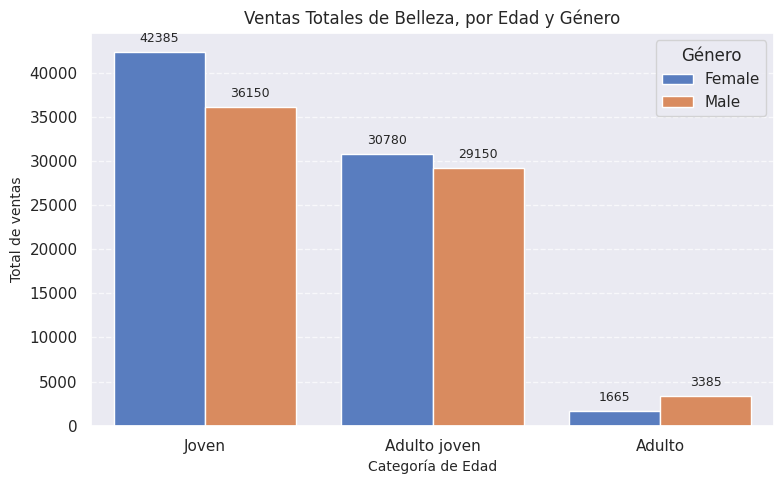 Ventas Totales de Belleza, por Edad y Género
Total de ventas
40000
35000
30000
25000
20000
15000
10000
5000
0
42385
36150
30780
29150
1665
3385
Género
Female
Male
Joven
Adulto joven
Adulto
Categoría de Edad